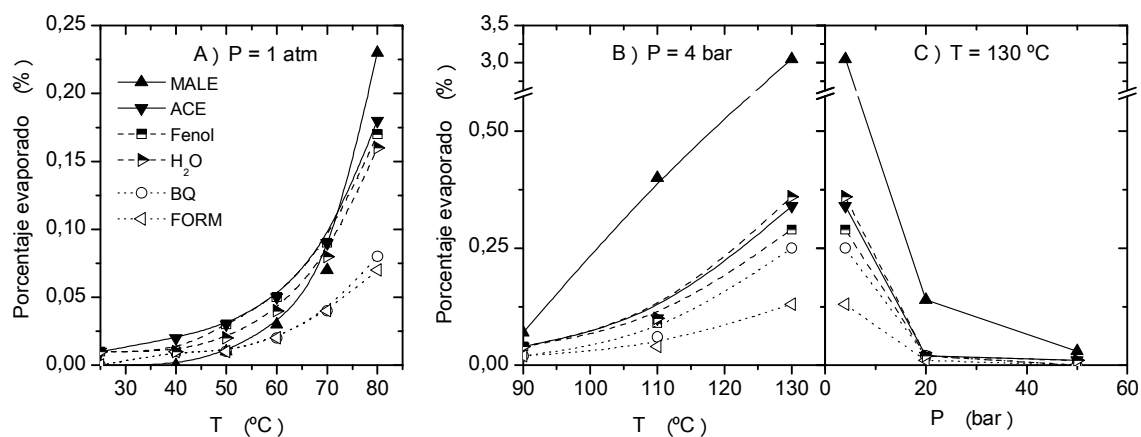 A) P = 1 atm
MALE
ACE
Fenol
H₂O
BQ
FORM
0,25
0,20
0,15
0,10
0,05
0,00
Porcentaje evaporado (%)
30
40
50
60
70
80
T (ºC)
B) P = 4 bar
3,5
3,0
0,50
0,25
0,00
Porcentaje evaporado (%)
90
100
110
120
130
T (ºC)
C) T = 130 ºC
0
20
40
60
P (bar)